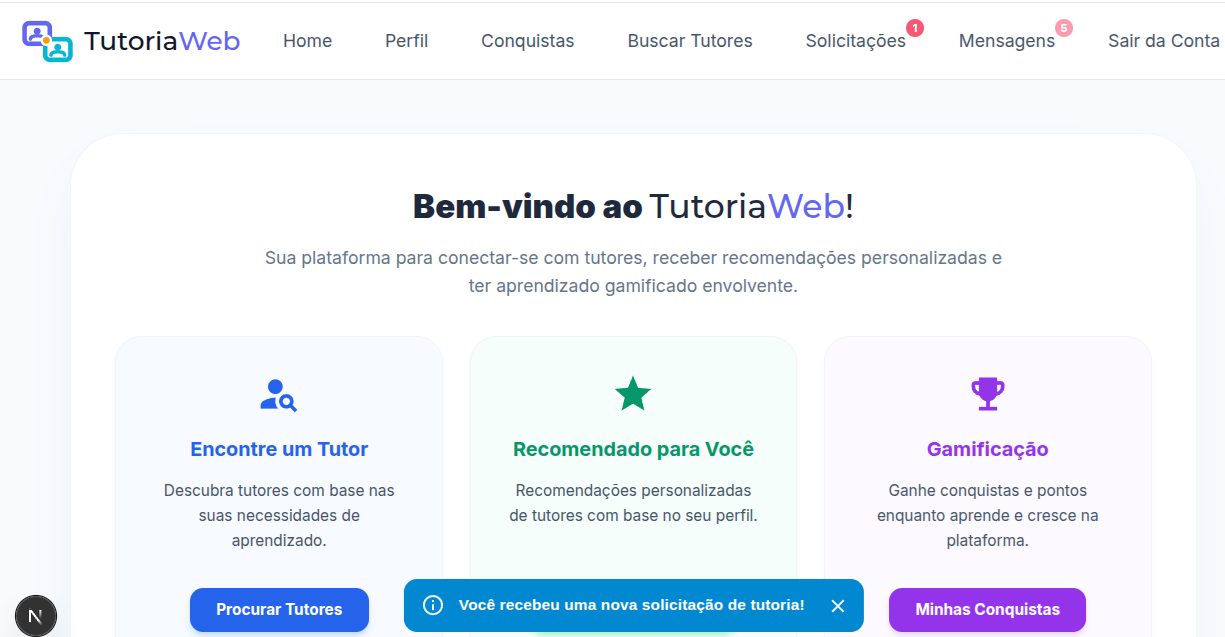 TutoriaWeb
Home
Perfil
Conquistas
Buscar Tutores
Solicitações
1
Mensagens
5
Sair da Conta
Bem-vindo ao TutoriaWeb!
Sua plataforma para conectar-se com tutores, receber recomendações personalizadas e
ter aprendizado gamificado envolvente.
Encontre um Tutor
Descubra tutores com base nas
suas necessidades de
aprendizado.
Procurar Tutores
Recomendado para Você
Recomendações personalizadas
de tutores com base no seu perfil.
Gamificação
Ganhe conquistas e pontos
enquanto aprende e cresce na
plataforma.
Minhas Conquistas
Você recebeu uma nova solicitação de tutoria!
N